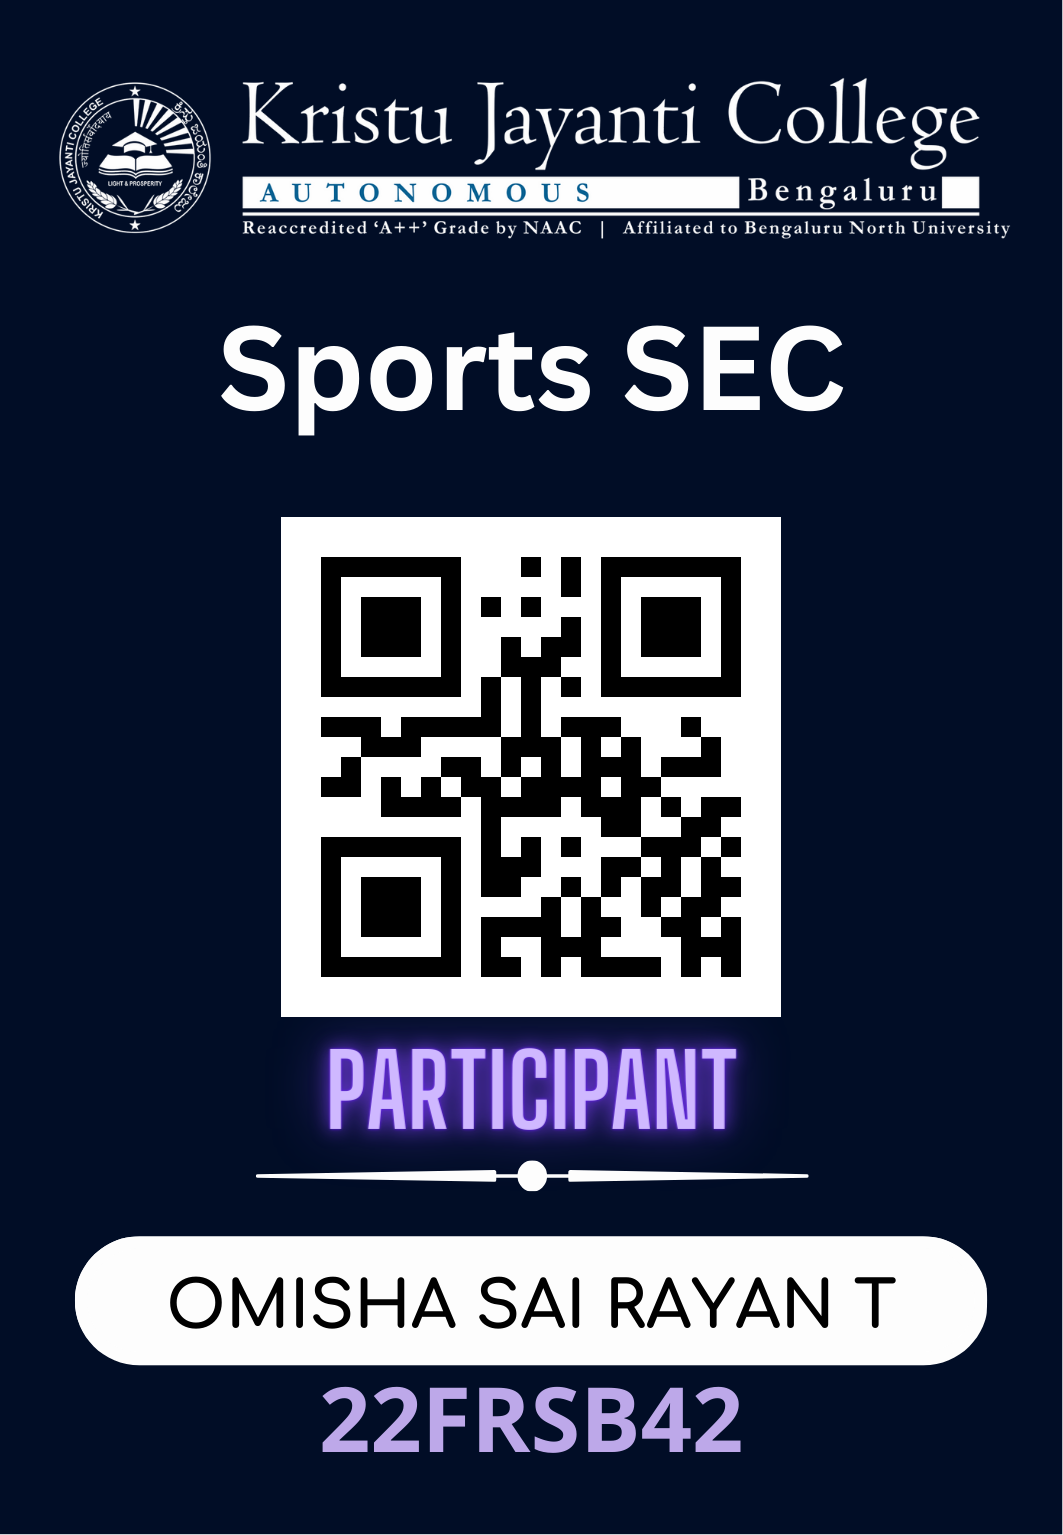 KRISTU JAYANTI COLLEGE
ज्योतिसंवोद्याय
ಕ್ರಿಸ್ತು ಜಯಂತಿ ಕಾಲೇಜು
LIGHT & PROSPERITY
Kristu Jayanti College
AUTONOMOUS Bengaluru
Reaccredited ‘A++’ Grade by NAAC | Affiliated to Bengaluru North University
Sports SEC
PARTICIPANT
OMISHA SAI RAYAN T
22FRSB42